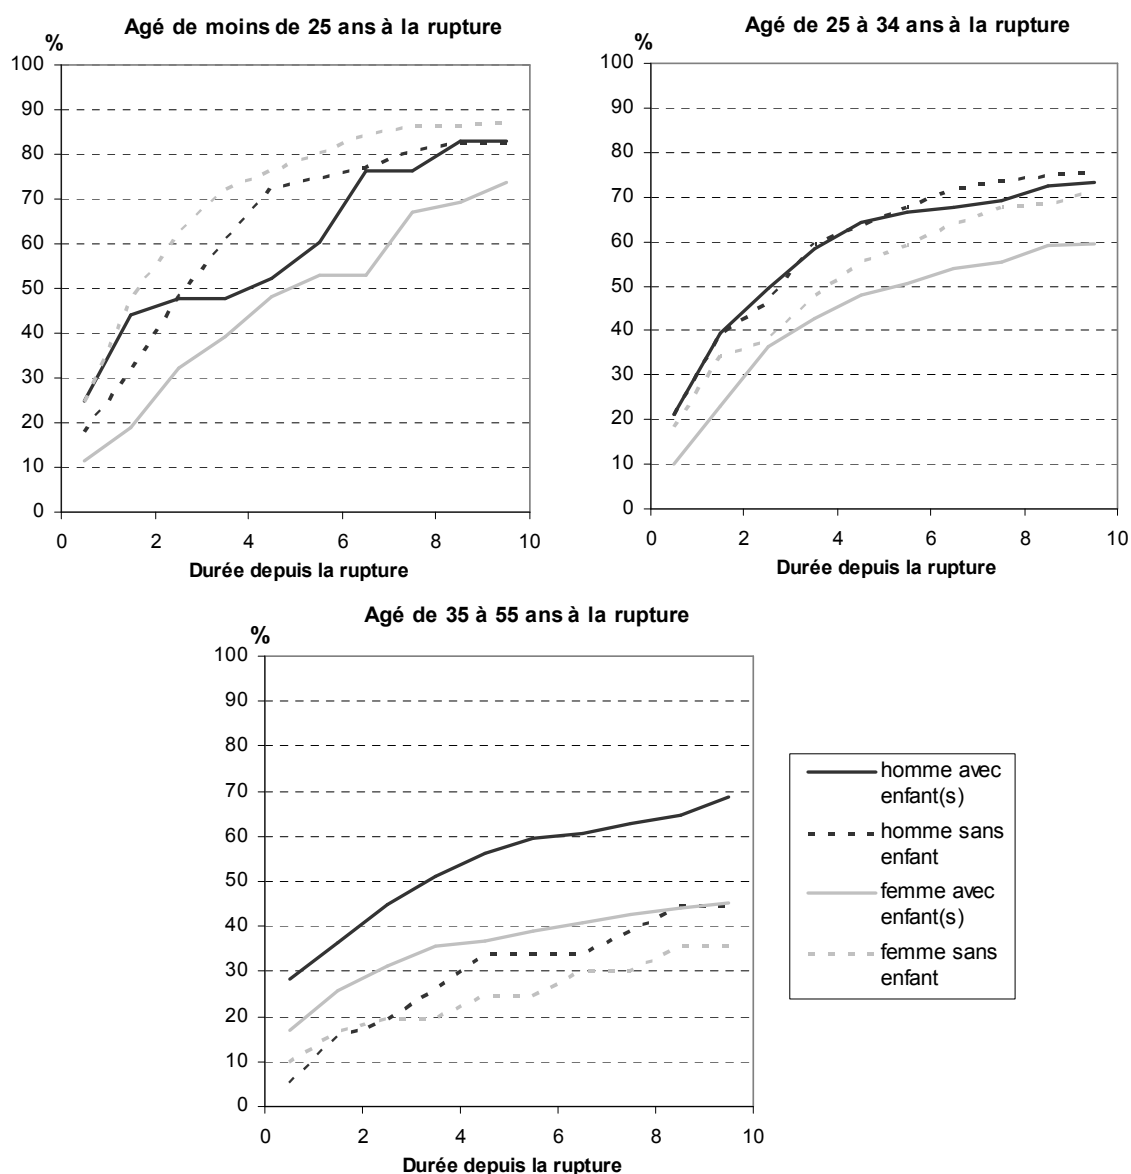 Agé de moins de 25 ans à la rupture
%
100
90
80
70
60
50
40
30
20
10
0
0 2 4 6 8 10
Durée depuis la rupture
Agé de 25 à 34 ans à la rupture
%
100
90
80
70
60
50
40
30
20
10
0
0 2 4 6 8 10
Durée depuis la rupture
Agé de 35 à 55 ans à la rupture
%
100
90
80
70
60
50
40
30
20
10
0
0 2 4 6 8 10
Durée depuis la rupture
homme avec
enfant(s)
homme sans
enfant
femme avec
enfant(s)
femme sans
enfant